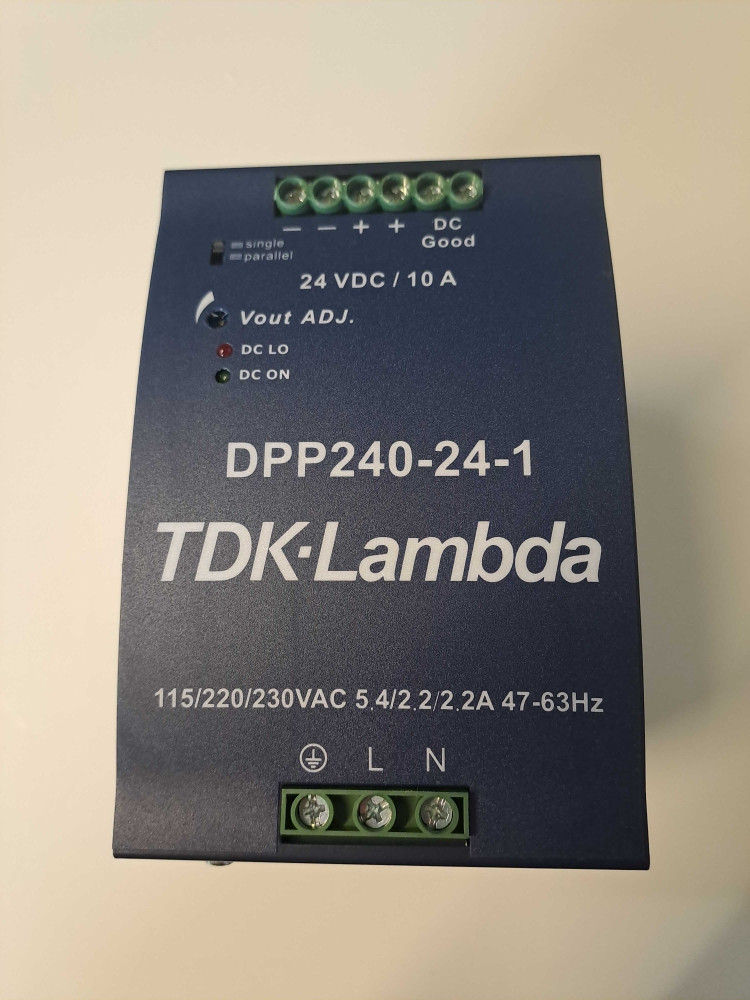 − − + + DC
Good
single
parallel
24 VDC / 10 A
Vout ADJ.
DC LO
DC ON
DPP240-24-1
TDK·Lambda
115/220/230VAC 5.4/2.2/2.2A 47-63Hz
L N